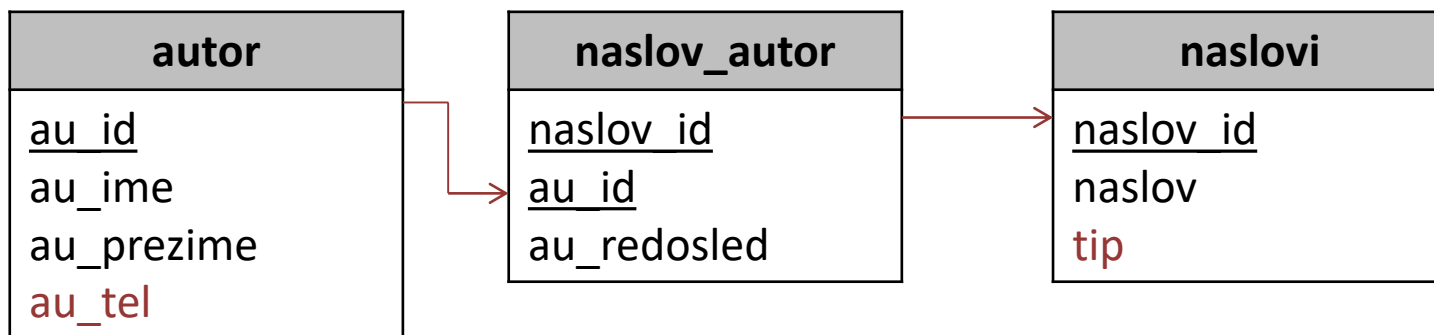 autor
au_id
au_ime
au_prezime
au_tel
naslov_autor
naslov_id
au_id
au_redosled
naslovi
naslov_id
naslov
tip